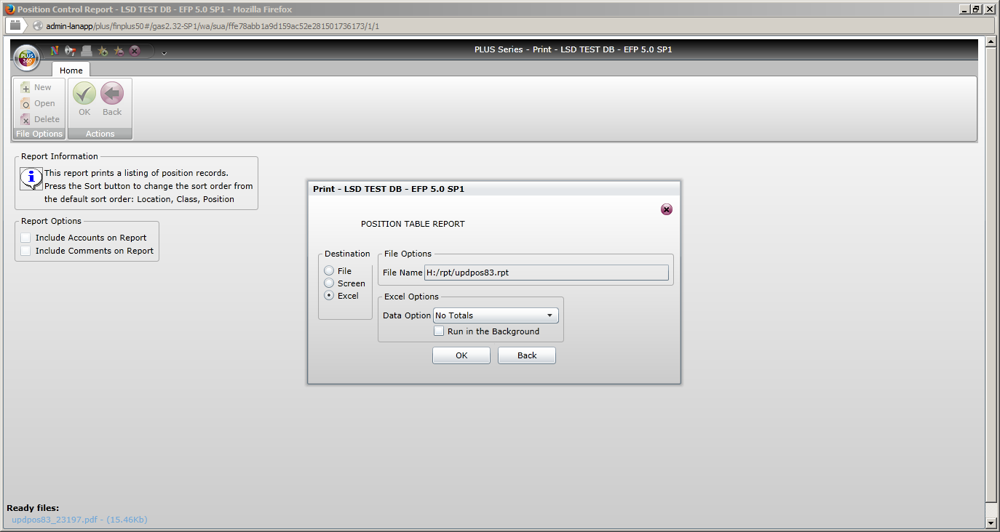 Position Control Report - LSD TEST DB - EFP 5.0 SP1 - Mozilla Firefox
admin-lanapp/plus/finplus50#/gas2.32-SP1/wa/sua/ffe78abb1a9d159ac52e281501736173/1/1
PLUS 360
PLUS Series - Print - LSD TEST DB - EFP 5.0 SP1
Home
New
Open
Delete
File Options
OK
Back
Actions
Report Information
This report prints a listing of position records.
Press the Sort button to change the sort order from
the default sort order: Location, Class, Position
Report Options
Include Accounts on Report
Include Comments on Report
Print - LSD TEST DB - EFP 5.0 SP1
POSITION TABLE REPORT
Destination
File
Screen
Excel
File Options
File Name H:/rpt/updpos83.rpt
Excel Options
Data Option No Totals
Run in the Background
OK
Back
Ready files:
updpos83_23197.pdf - (15.46Kb)